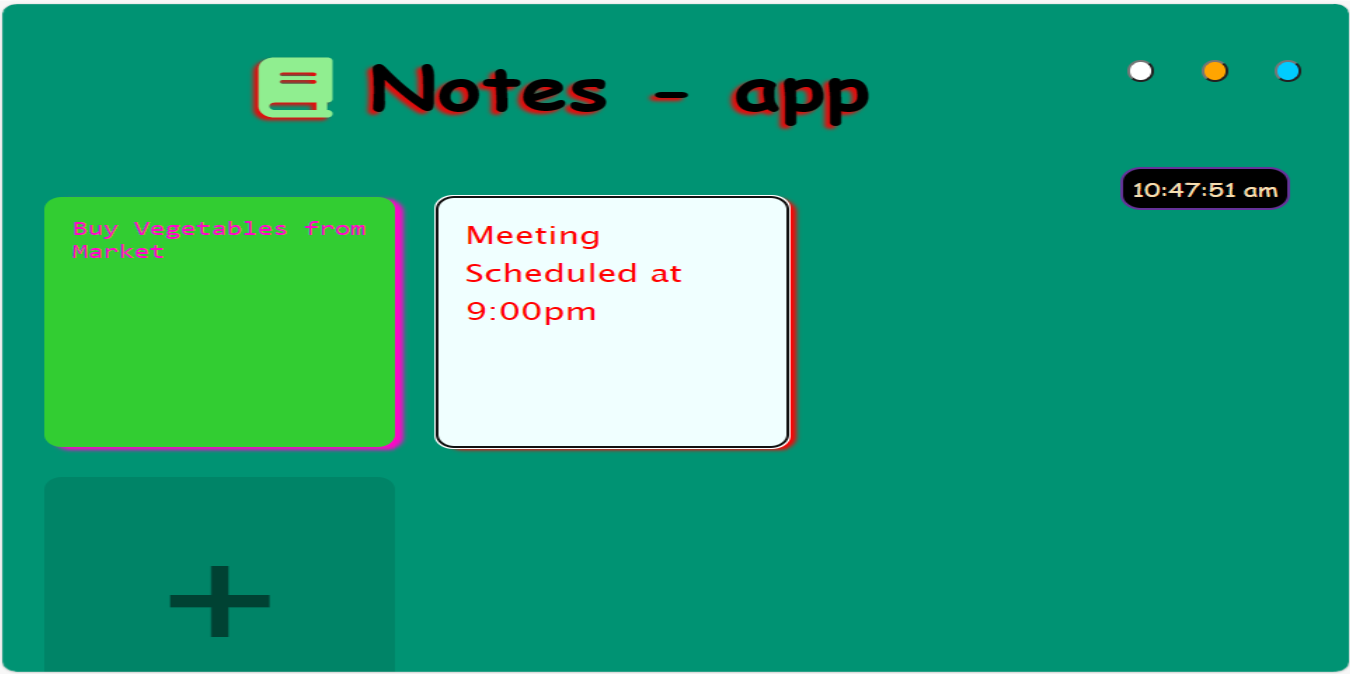 Notes - app
10:47:51 am
Buy Vegetables from
Market
Meeting
Scheduled at
9:00pm
+